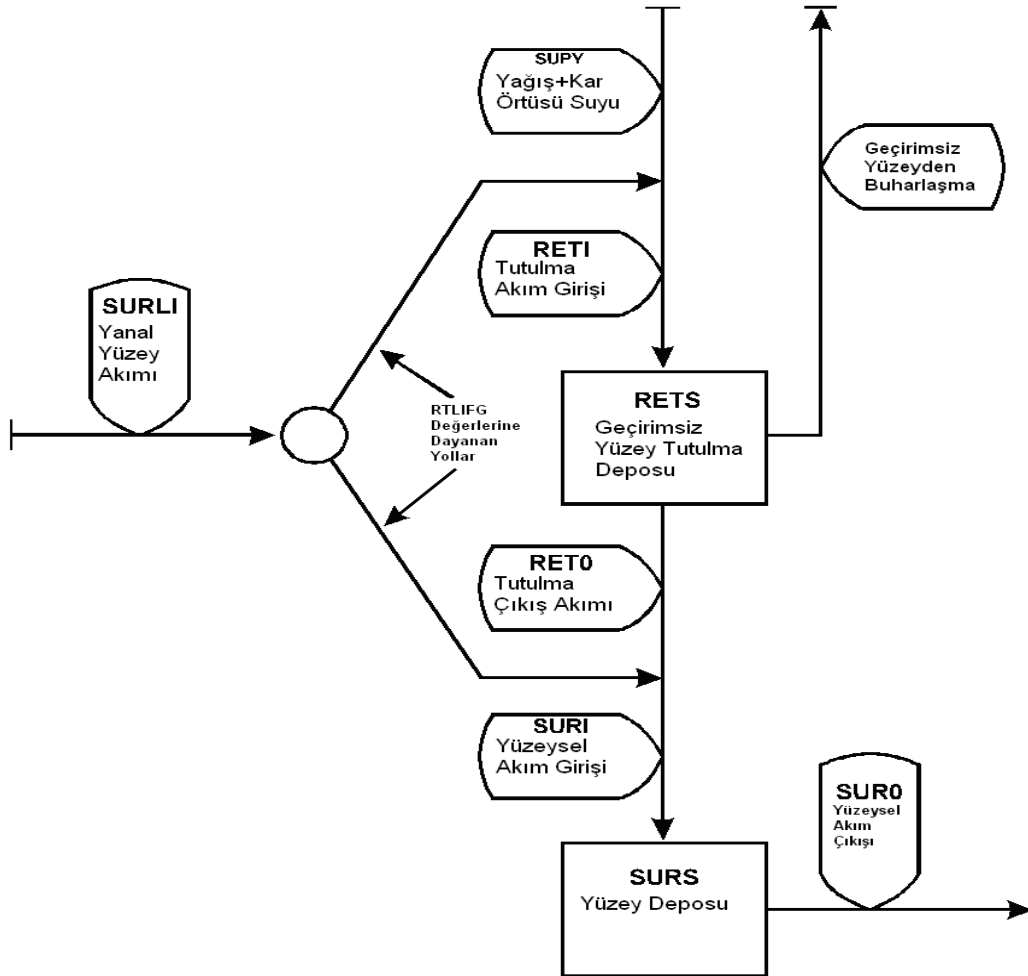 SUPY
Yağış+Kar
Örtüsü Suyu
Geçirimsiz
Yüzeyden
Buharlaşma
RETI
Tutulma
Akım Girişi
SURLI
Yanal
Yüzey
Akımı
RTLIFG
Değerlerine
Dayanan
Yollar
RETS
Geçirimsiz
Yüzey Tutulma
Deposu
RET0
Tutulma
Çıkış Akımı
SURI
Yüzeysel
Akım Girişi
SUR0
Yüzeysel
Akım
Çıkışı
SURS
Yüzey Deposu